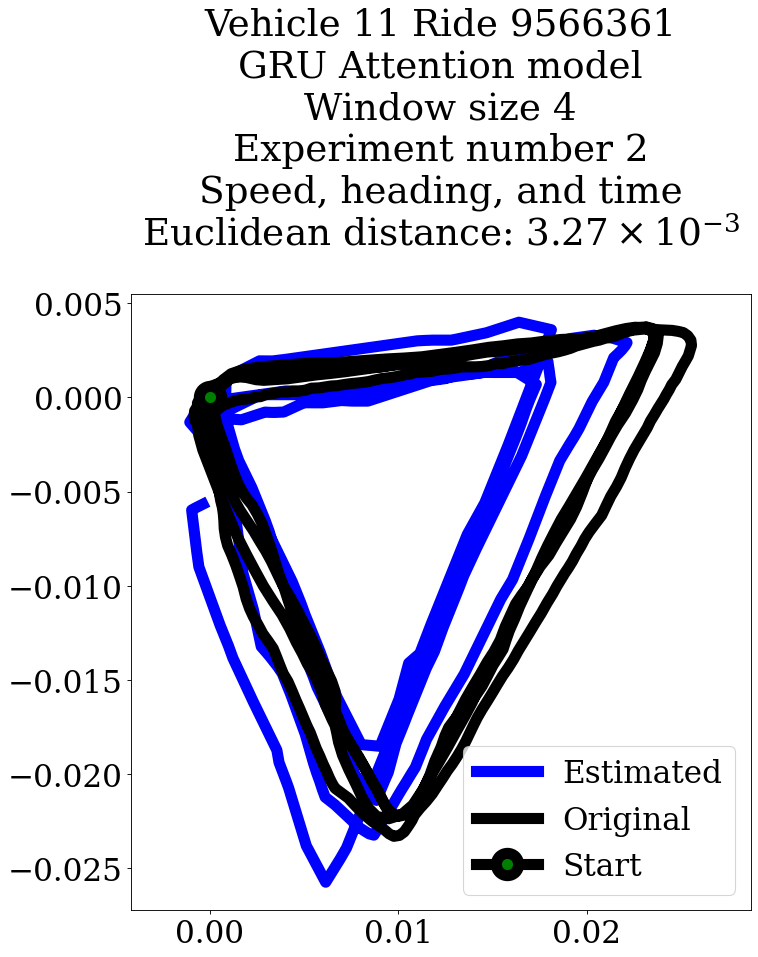 Vehicle 11 Ride 9566361
GRU Attention model
Window size 4
Experiment number 2
Speed, heading, and time
Euclidean distance: 3.27 × 10⁻³
0.005
0.000
−0.005
−0.010
−0.015
−0.020
−0.025
0.00
0.01
0.02
Estimated
Original
Start